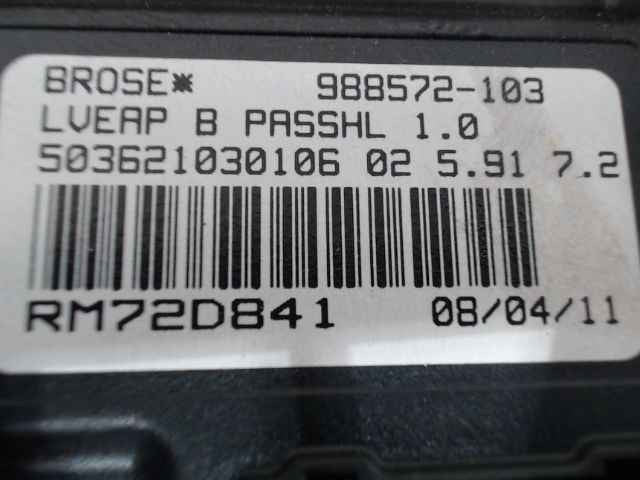 BROSE* 988572-103
LVEAP B PASSHL 1.0
503621030106 02 5.91 7.2
RM72D841 08/04/11